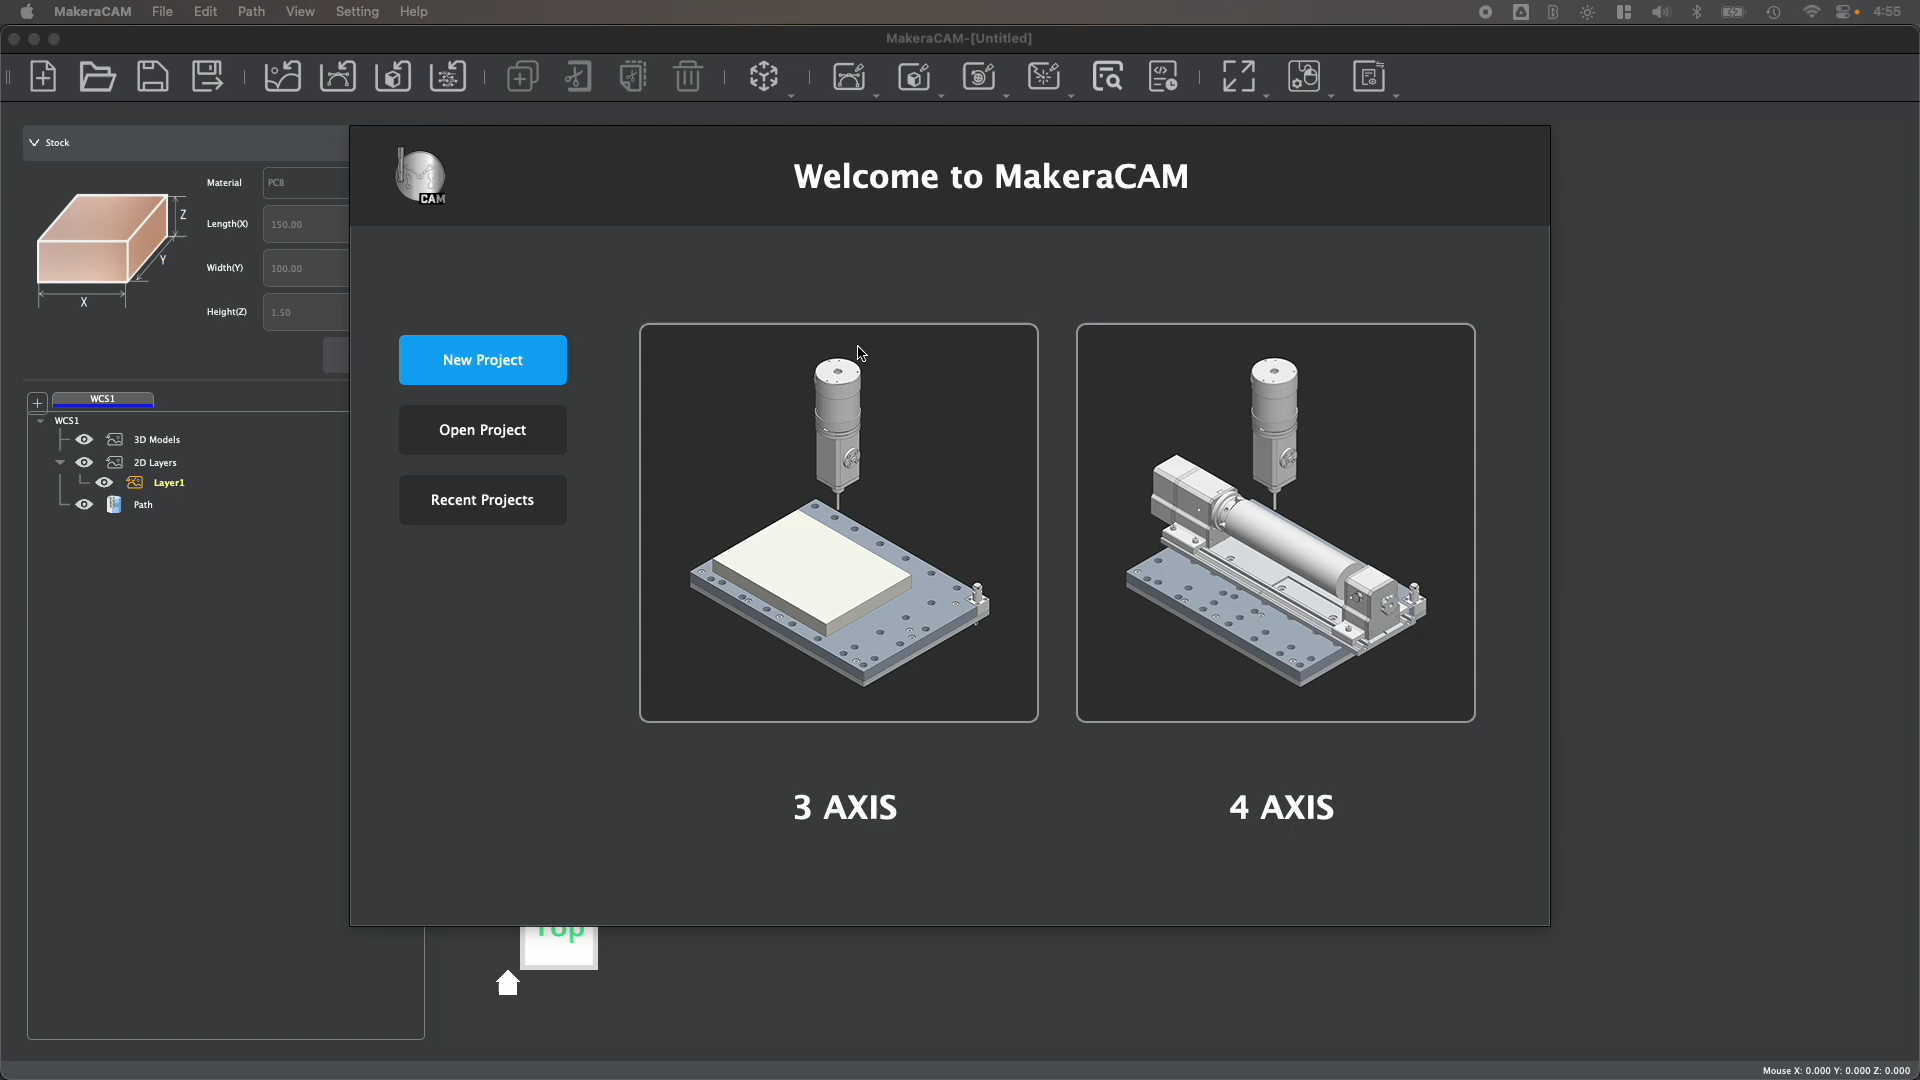 MakeraCAM File Edit Path View Setting Help 4:55
MakeraCAM-[Untitled]
Stock
Material PCB
Length(X) 150.00
Width(Y) 100.00
Height(Z) 1.50
Z
Y
X
WCS1
WCS1
3D Models
2D Layers
Layer1
Path
CAM
Welcome to MakeraCAM
New Project
Open Project
Recent Projects
3 AXIS
4 AXIS
Top
Mouse X: 0.000 Y: 0.000 Z: 0.000